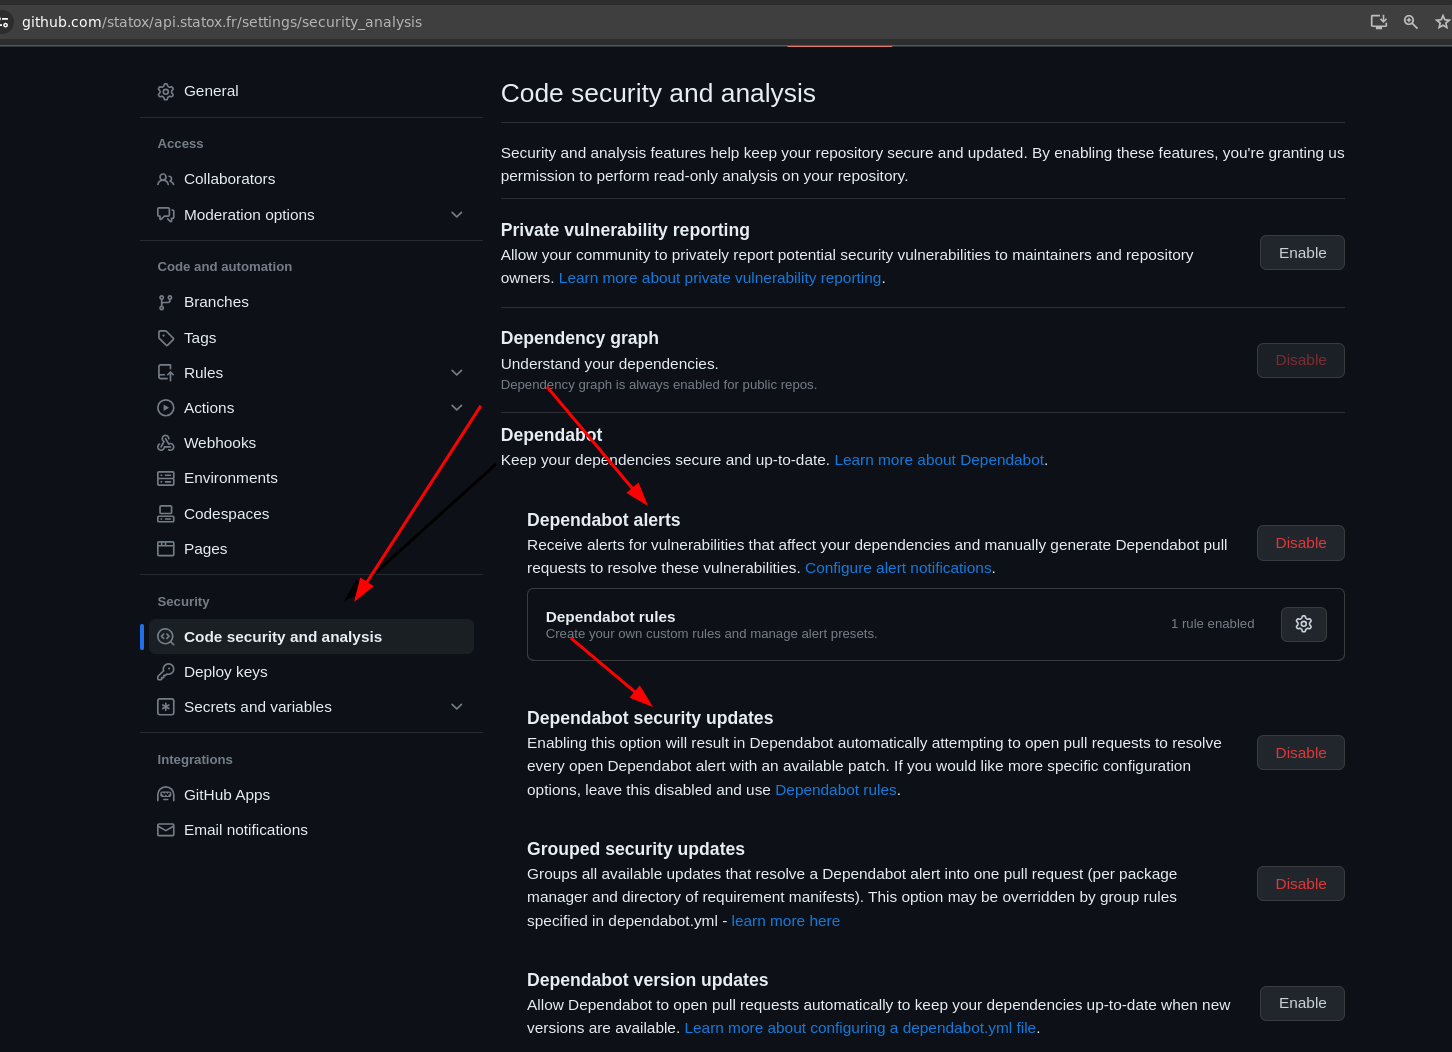 github.com/statox/api.statox.fr/settings/security_analysis
General
Access
Collaborators
Moderation options
Code and automation
Branches
Tags
Rules
Actions
Webhooks
Environments
Codespaces
Pages
Security
Code security and analysis
Deploy keys
Secrets and variables
Integrations
GitHub Apps
Email notifications
Code security and analysis
Security and analysis features help keep your repository secure and updated. By enabling these features, you're granting us
permission to perform read-only analysis on your repository.
Private vulnerability reporting
Allow your community to privately report potential security vulnerabilities to maintainers and repository
owners. Learn more about private vulnerability reporting.
Enable
Dependency graph
Understand your dependencies.
Dependency graph is always enabled for public repos.
Disable
Dependabot
Keep your dependencies secure and up-to-date. Learn more about Dependabot.
Dependabot alerts
Receive alerts for vulnerabilities that affect your dependencies and manually generate Dependabot pull
requests to resolve these vulnerabilities. Configure alert notifications.
Disable
Dependabot rules
Create your own custom rules and manage alert presets.
1 rule enabled
Dependabot security updates
Enabling this option will result in Dependabot automatically attempting to open pull requests to resolve
every open Dependabot alert with an available patch. If you would like more specific configuration
options, leave this disabled and use Dependabot rules.
Disable
Grouped security updates
Groups all available updates that resolve a Dependabot alert into one pull request (per package
manager and directory of requirement manifests). This option may be overridden by group rules
specified in dependabot.yml - learn more here
Disable
Dependabot version updates
Allow Dependabot to open pull requests automatically to keep your dependencies up-to-date when new
versions are available. Learn more about configuring a dependabot.yml file.
Enable